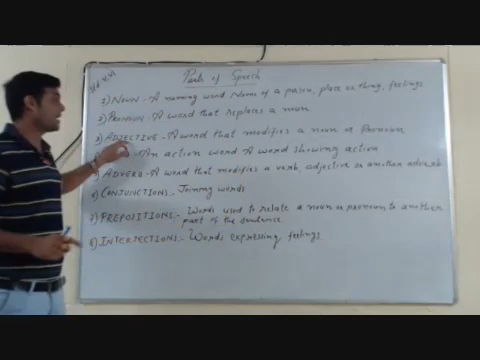 Std V, VI
Parts of Speech
1) NOUN - A naming word Name of a person, place or thing, feelings
2) PRONOUN - A word that replaces a noun
3) ADJECTIVE - A word that modifies a noun or Pronoun
- An action word A word showing action
5) ADVERB - A word that modifies a verb, adjective or another adverb
6) CONJUNCTIONS - Joining words
7) PREPOSITIONS:- Words used to relate a noun or pronoun to another
part of the sentence
8) INTERJECTIONS:- Words expressing feelings